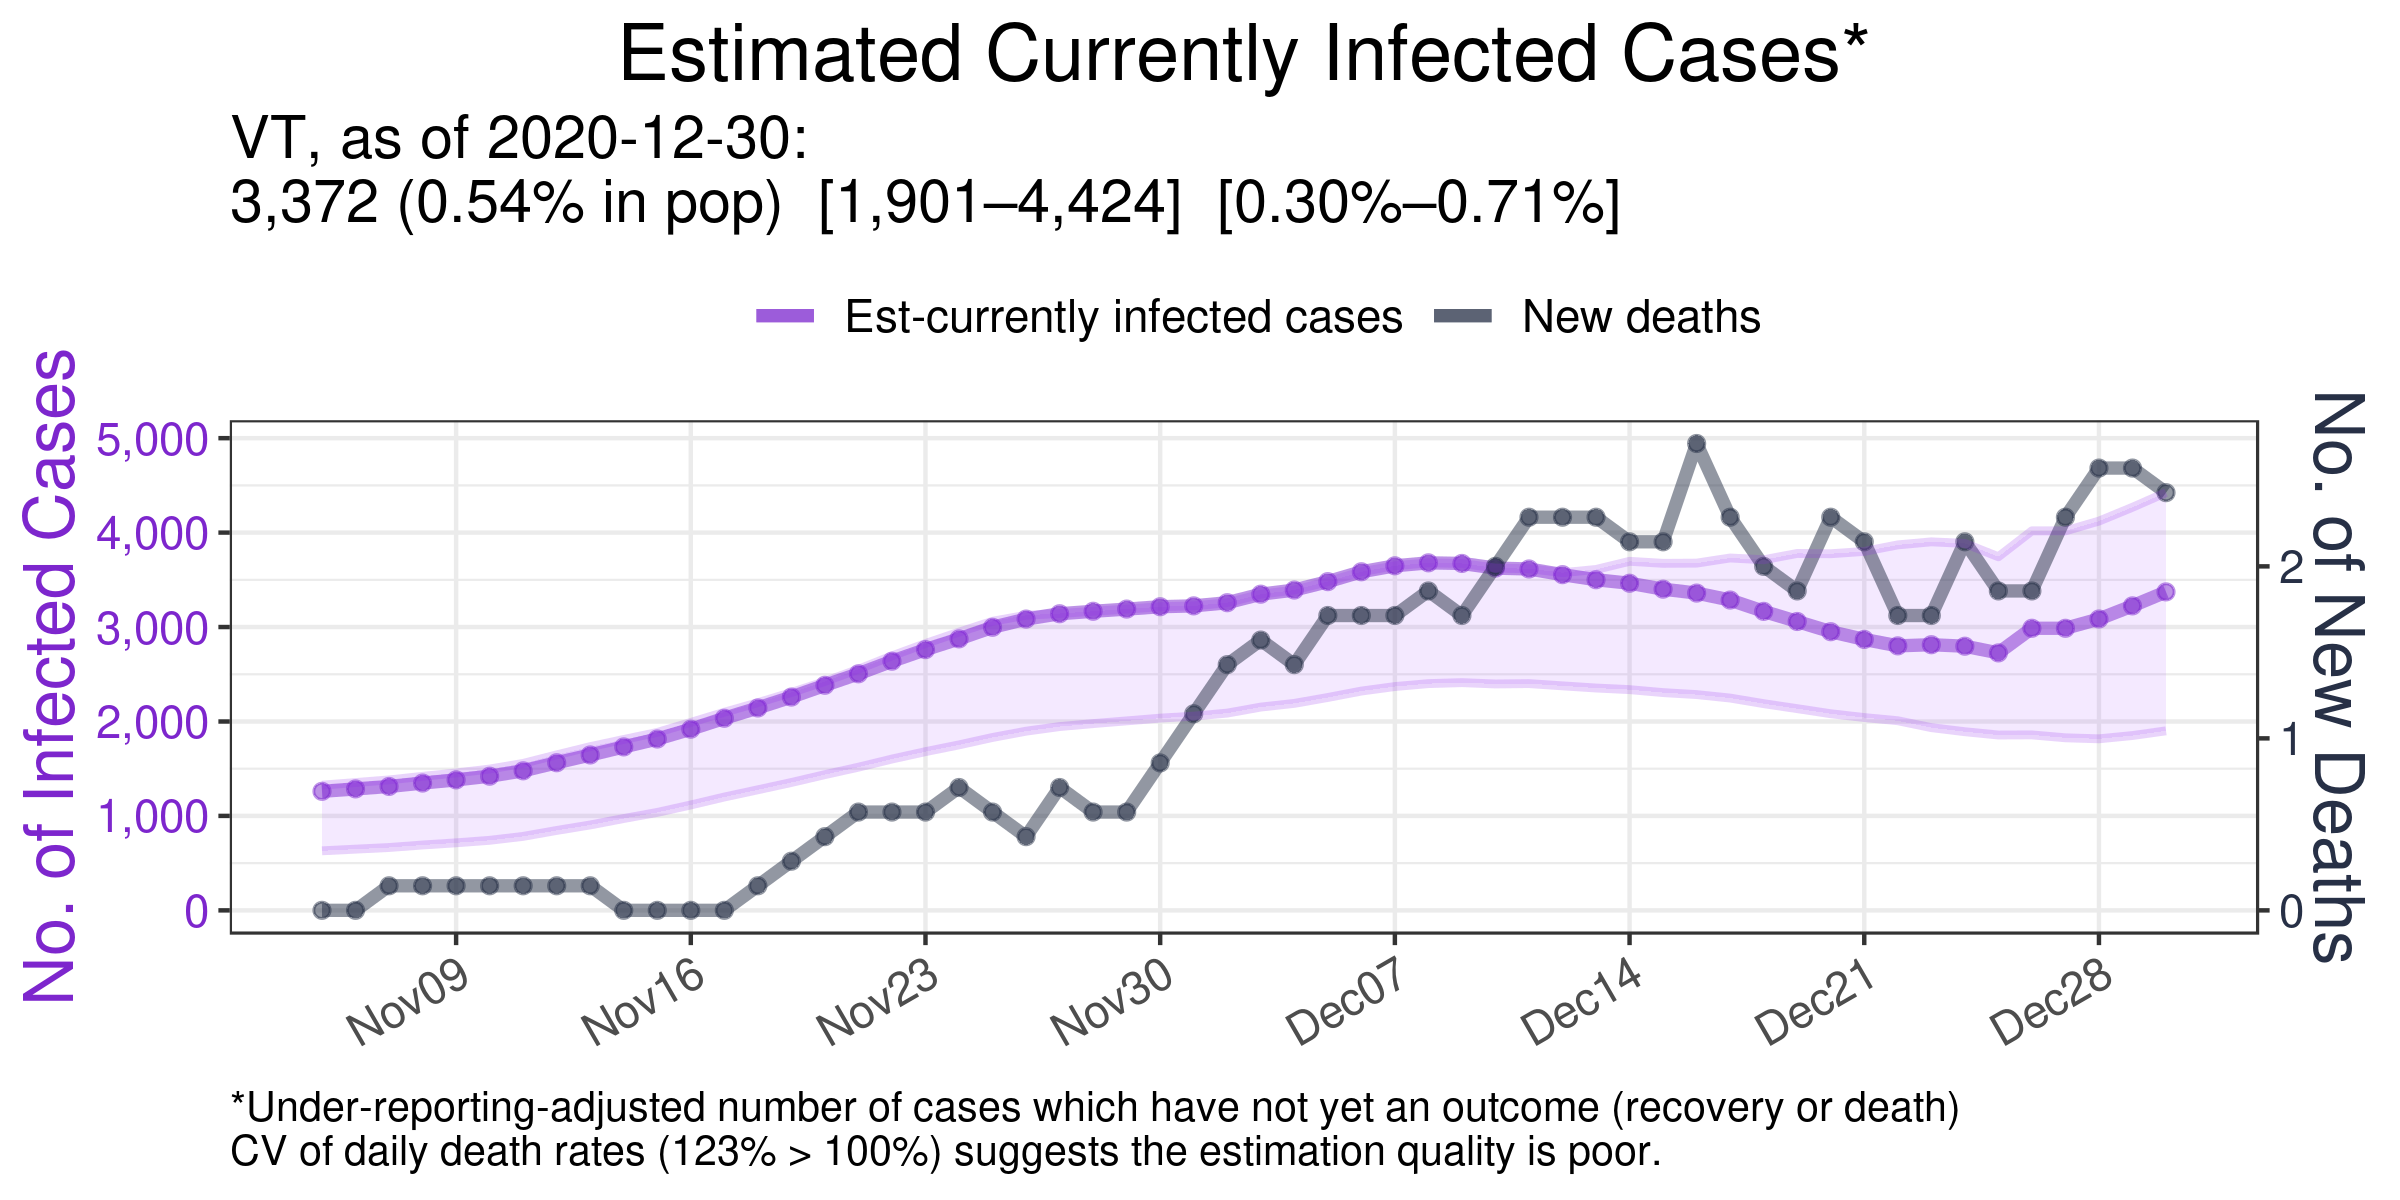 Estimated Currently Infected Cases*
VT, as of 2020-12-30:
3,372 (0.54% in pop)  [1,901–4,424]  [0.30%–0.71%]
Est-currently infected cases
New deaths
No. of Infected Cases
5,000
4,000
3,000
2,000
1,000
0
No. of New Deaths
2
1
0
Nov09
Nov16
Nov23
Nov30
Dec07
Dec14
Dec21
Dec28
*Under-reporting-adjusted number of cases which have not yet an outcome (recovery or death)
CV of daily death rates (123% > 100%) suggests the estimation quality is poor.